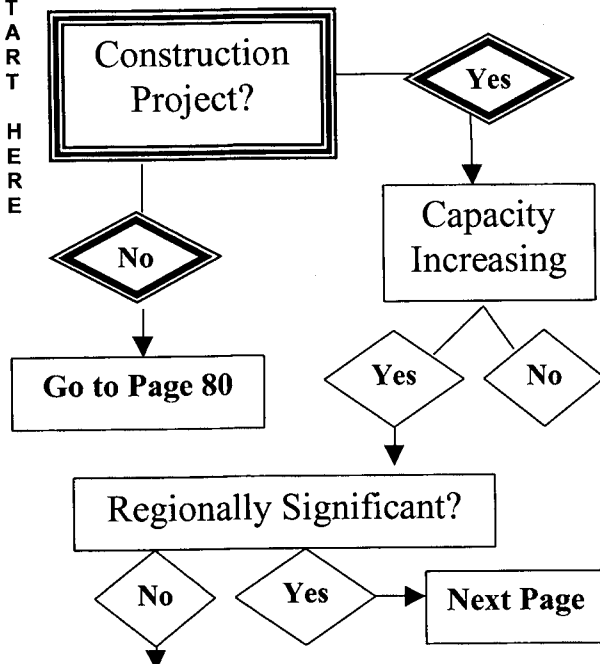 TART HERE
Construction
Project?
Yes
No
Capacity
Increasing
Go to Page 80
Yes
No
Regionally Significant?
No
Yes
Next Page